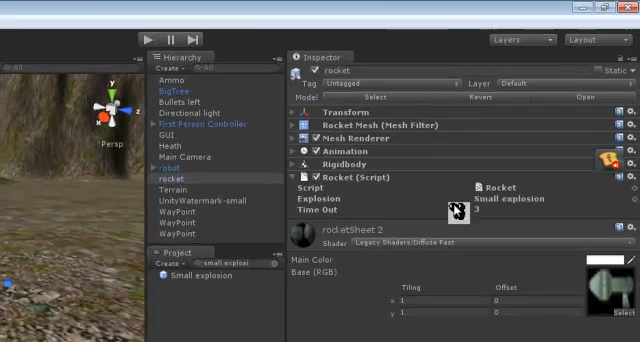 Layers
Layout
Hierarchy
Create
All
All
Ammo
BigTree
Bullets left
Directional light
First Person Controller
GUI
Heath
Main Camera
robot
rocket
Terrain
UnityWatermark-small
WayPoint
WayPoint
WayPoint
y
z
x
Persp
Project
Create
small explosi
Small explosion
Inspector
rocket
Static
Tag Untagged
Layer Default
Model Select Revert Open
Transform
Rocket Mesh (Mesh Filter)
Mesh Renderer
Animation
Rigidbody
Rocket (Script)
Script Rocket
Explosion Small explosion
Time Out 3
rocketSheet 2
Shader Legacy Shaders/Diffuse Fast
Main Color
Base (RGB)
Tiling Offset
x 1 0
y 1 0
Select